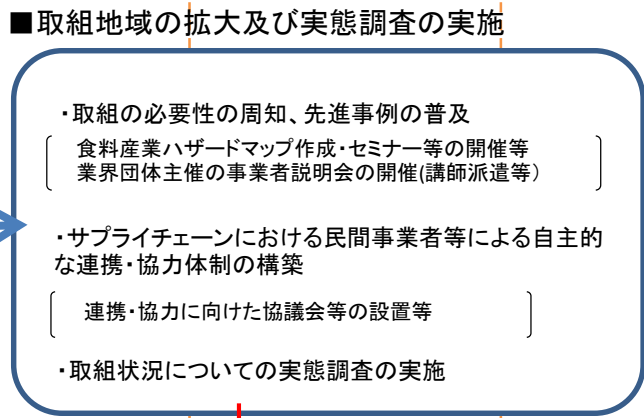 ■取組地域の拡大及び実態調査の実施
・取組の必要性の周知、先進事例の普及
食料産業ハザードマップ作成・セミナー等の開催等
業界団体主催の事業者説明会の開催(講師派遣等）
・サプライチェーンにおける民間事業者等による自主的
な連携・協力体制の構築
連携・協力に向けた協議会等の設置等
・取組状況についての実態調査の実施